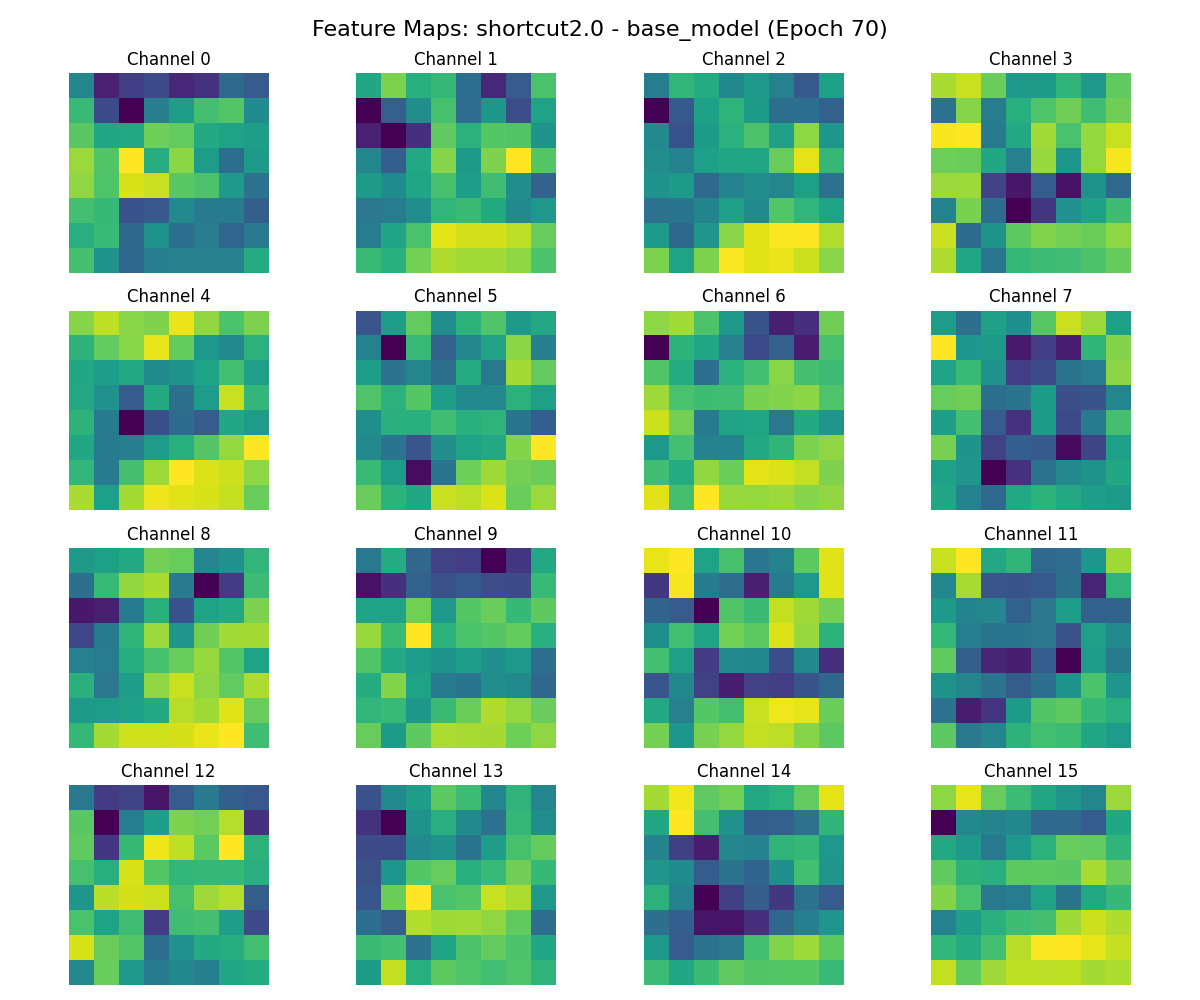 Feature Maps: shortcut2.0 - base_model (Epoch 70)
Channel 0
Channel 1
Channel 2
Channel 3
Channel 4
Channel 5
Channel 6
Channel 7
Channel 8
Channel 9
Channel 10
Channel 11
Channel 12
Channel 13
Channel 14
Channel 15